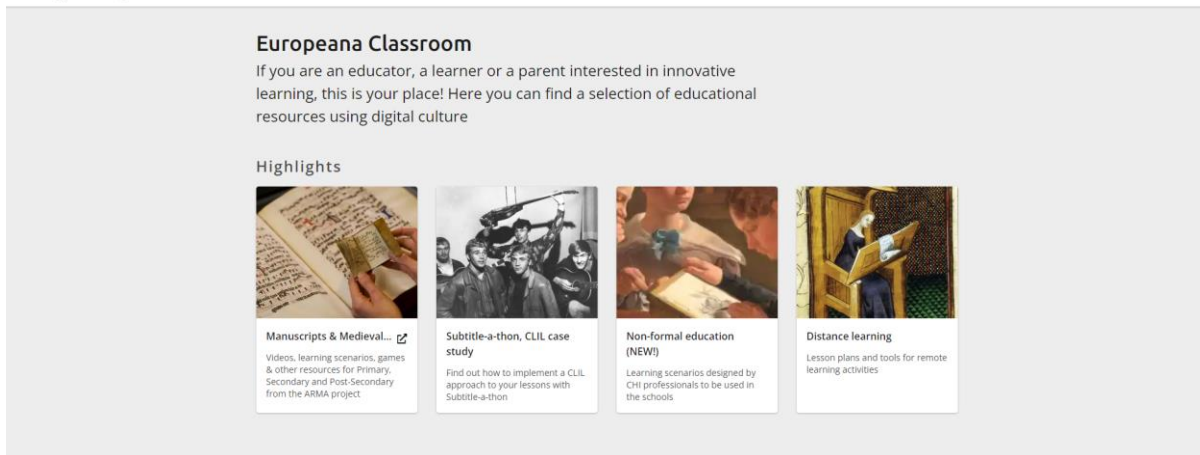 Europeana Classroom
If you are an educator, a learner or a parent interested in innovative
learning, this is your place! Here you can find a selection of educational
resources using digital culture
Highlights
Manuscripts & Medieval...
Videos, learning scenarios, games
& other resources for Primary,
Secondary and Post-Secondary
from the ARMA project
Subtitle-a-thon, CLIL case
study
Find out how to implement a CLIL
approach to your lessons with
Subtitle-a-thon
Non-formal education
(NEW!)
Learning scenarios designed by
CHI professionals to be used in
the schools
Distance learning
Lesson plans and tools for remote
learning activities